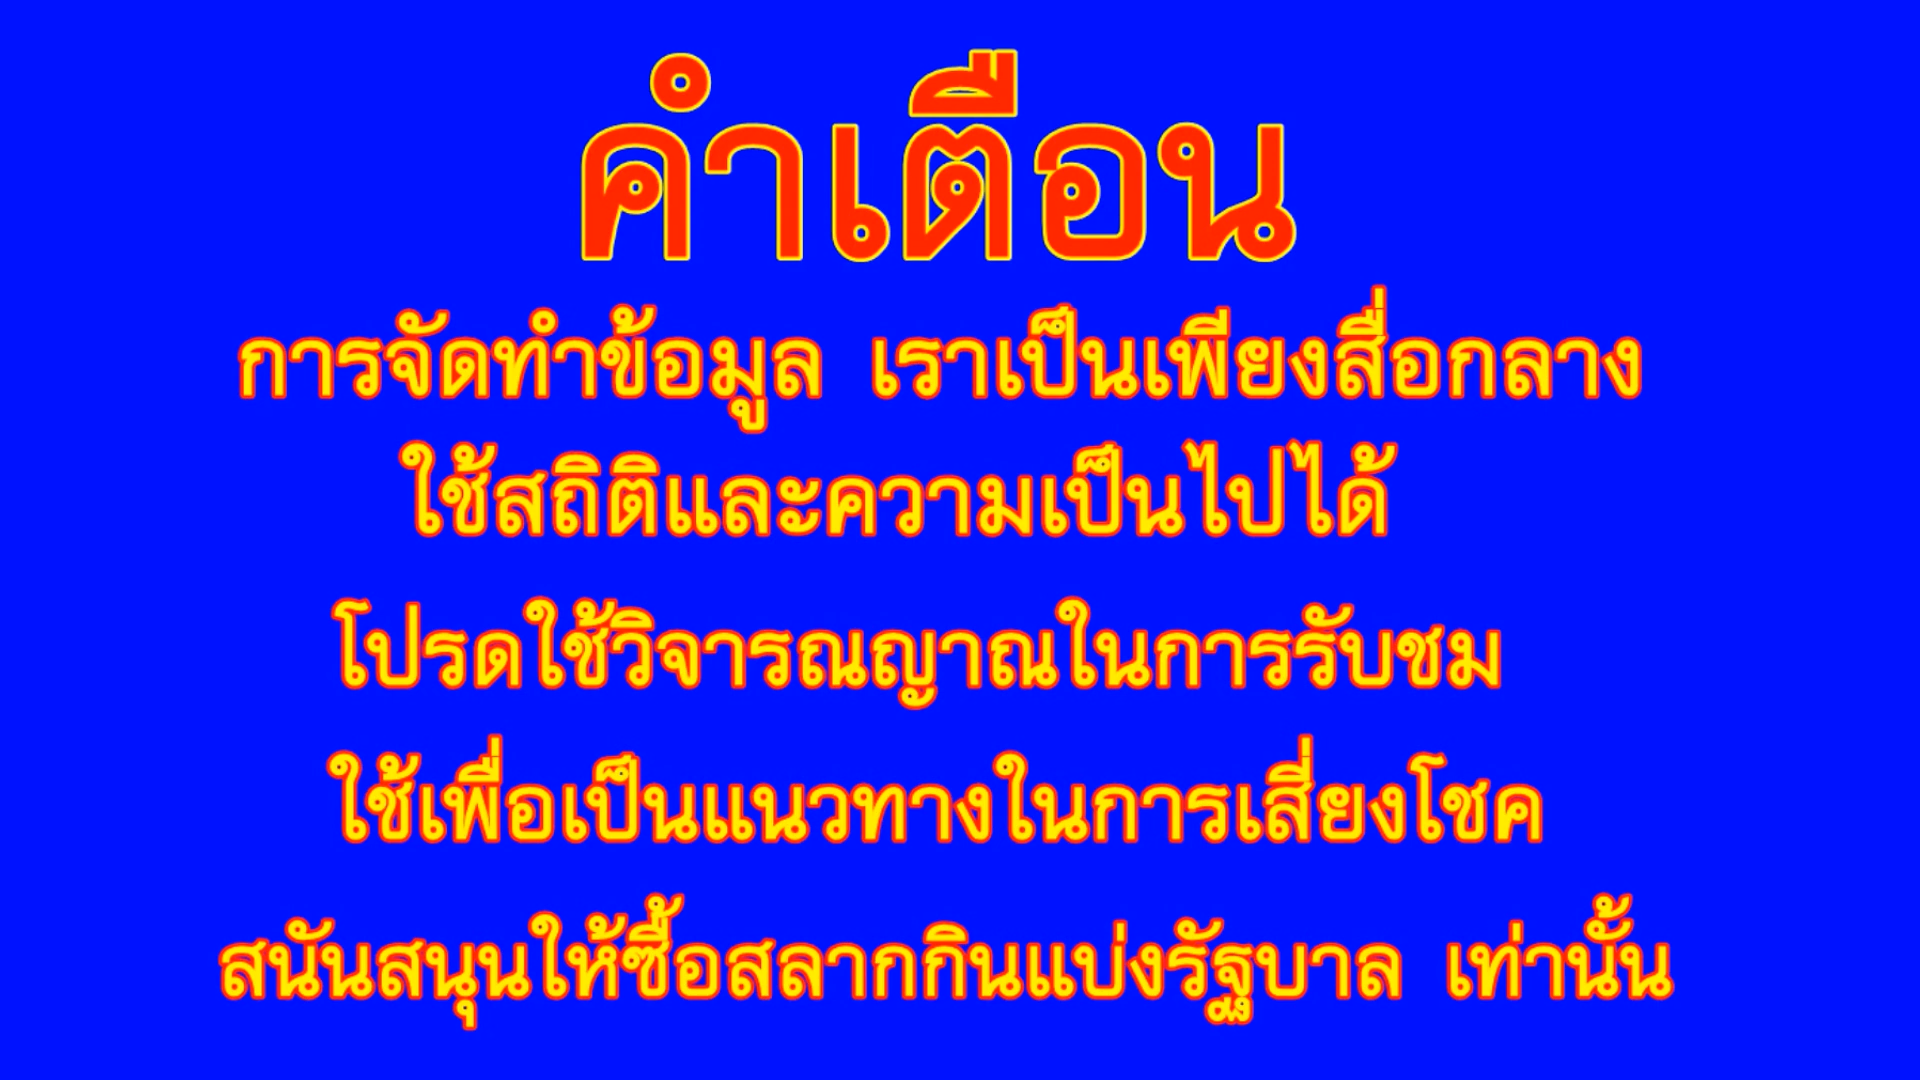 คำเตือน
การจัดทำข้อมูล เราเป็นเพียงสื่อกลาง
ใช้สถิติและความเป็นไปได้
โปรดใช้วิจารณญาณในการรับชม
ใช้เพื่อเป็นแนวทางในการเสี่ยงโชค
สนันสนุนให้ซื้อสลากกินแบ่งรัฐบาล เท่านั้น